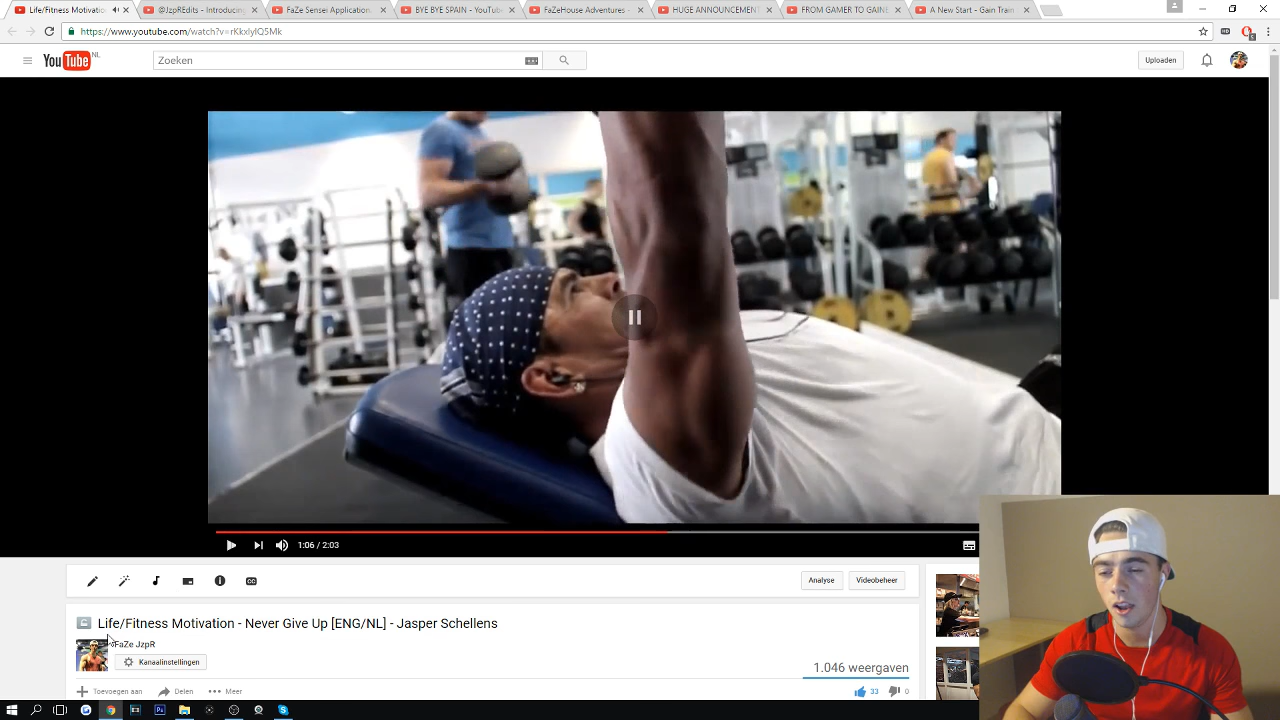 Life/Fitness Motivatio
@JzprEdits - Introducing
FaZe Sensei Application
BYE BYE SPAIN - YouTub
FaZeHouse Adventures -
HUGE ANNOUNCEMENT
FROM GAMER TO GAINS
A New Start - Gain Train
https://www.youtube.com/watch?v=rKkxIyIQ5Mk
YouTube NL
Zoeken
Uploaden
1:06 / 2:03
Analyse
Videobeheer
Life/Fitness Motivation - Never Give Up [ENG/NL] - Jasper Schellens
FaZe JzpR
Kanaalinstellingen
1.046 weergaven
Toevoegen aan
Delen
Meer
33
0